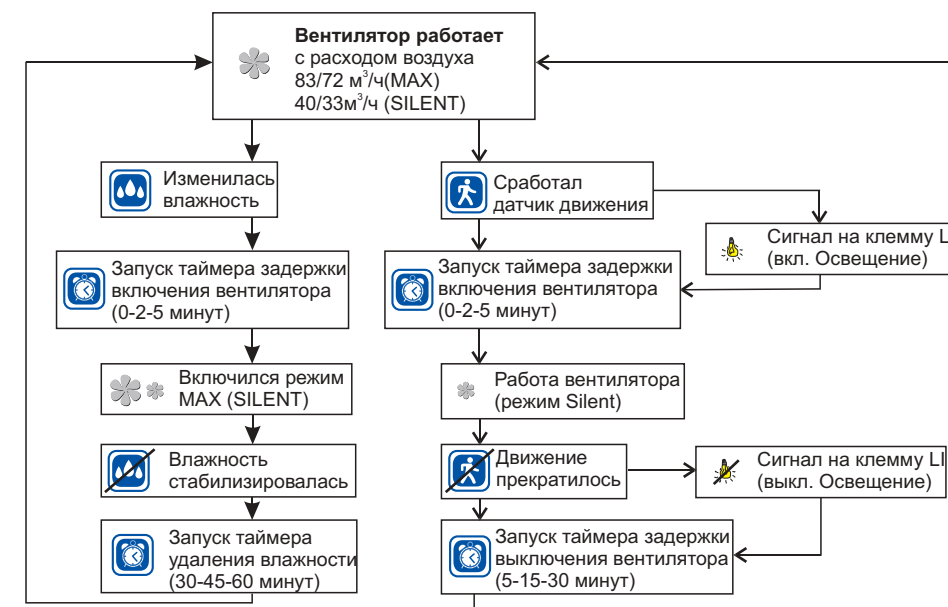 Вентилятор работает
с расходом воздуха
83/72 м³/ч(MAX)
40/33м³/ч (SILENT)
Изменилась
влажность
Запуск таймера задержки
включения вентилятора
(0-2-5 минут)
Включился режим
MAX (SILENT)
Влажность
стабилизировалась
Запуск таймера
удаления влажности
(30-45-60 минут)
Сработал
датчик движения
Сигнал на клемму L
(вкл. Освещение)
Запуск таймера задержки
включения вентилятора
(0-2-5 минут)
Работа вентилятора
(режим Silent)
Движение
прекратилось
Сигнал на клемму LI
(выкл. Освещение)
Запуск таймера задержки
выключения вентилятора
(5-15-30 минут)